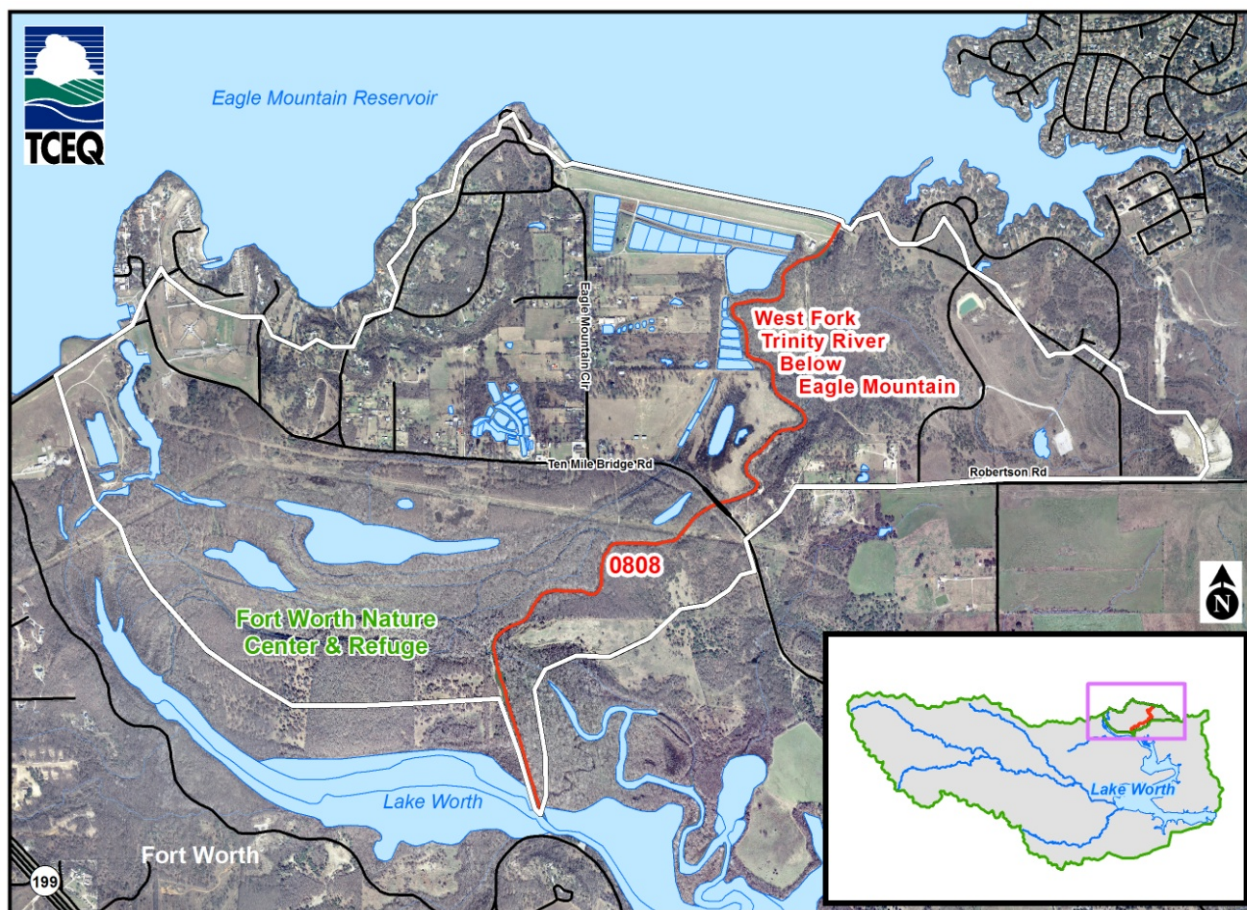 Eagle Mountain Reservoir
TCEQ
Eagle Mountain Cir
West Fork
Trinity River
Below
Eagle Mountain
Ten Mile Bridge Rd
Robertson Rd
0808
Fort Worth Nature
Center & Refuge
N
Lake Worth
Lake Worth
Fort Worth
199